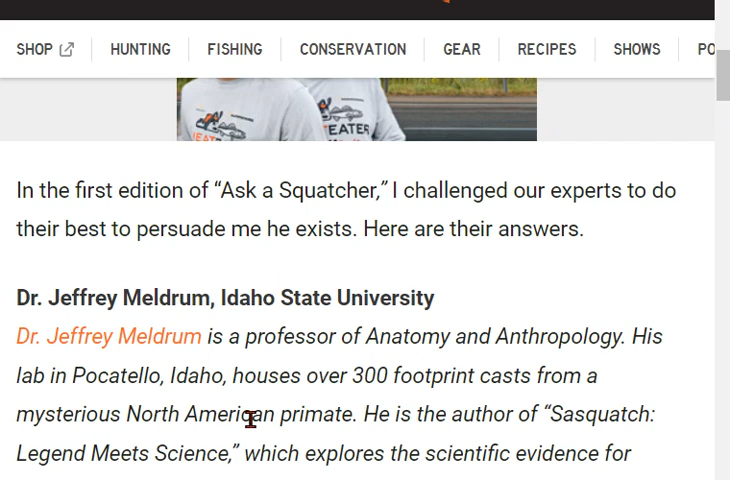 SHOP HUNTING FISHING CONSERVATION GEAR RECIPES SHOWS PO
EATER
In the first edition of “Ask a Squatcher,” I challenged our experts to do
their best to persuade me he exists. Here are their answers.
Dr. Jeffrey Meldrum, Idaho State University
Dr. Jeffrey Meldrum is a professor of Anatomy and Anthropology. His
lab in Pocatello, Idaho, houses over 300 footprint casts from a
mysterious North American primate. He is the author of “Sasquatch:
Legend Meets Science,” which explores the scientific evidence for